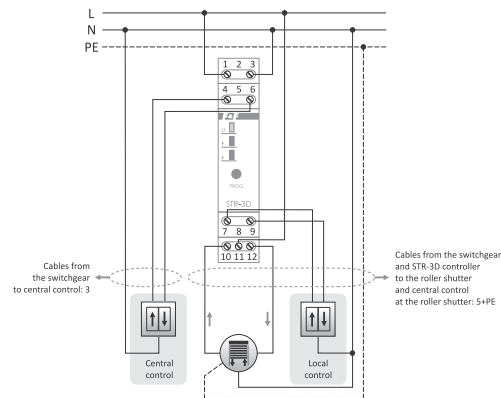 L
N
PE
1 2 3
4 5 6
U
PROG
STR-3D
7 8 9
10 11 12
Cables from
the switchgear
to central control: 3
Cables from the switchgear
and STR-3D controller
to the roller shutter
and central control
at the roller shutter: 5+PE
Central
control
Local
control